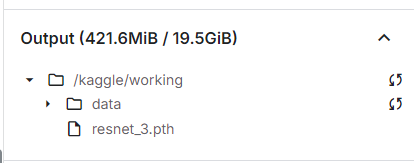 Output (421.6MiB / 19.5GiB)
/kaggle/working
data
resnet_3.pth